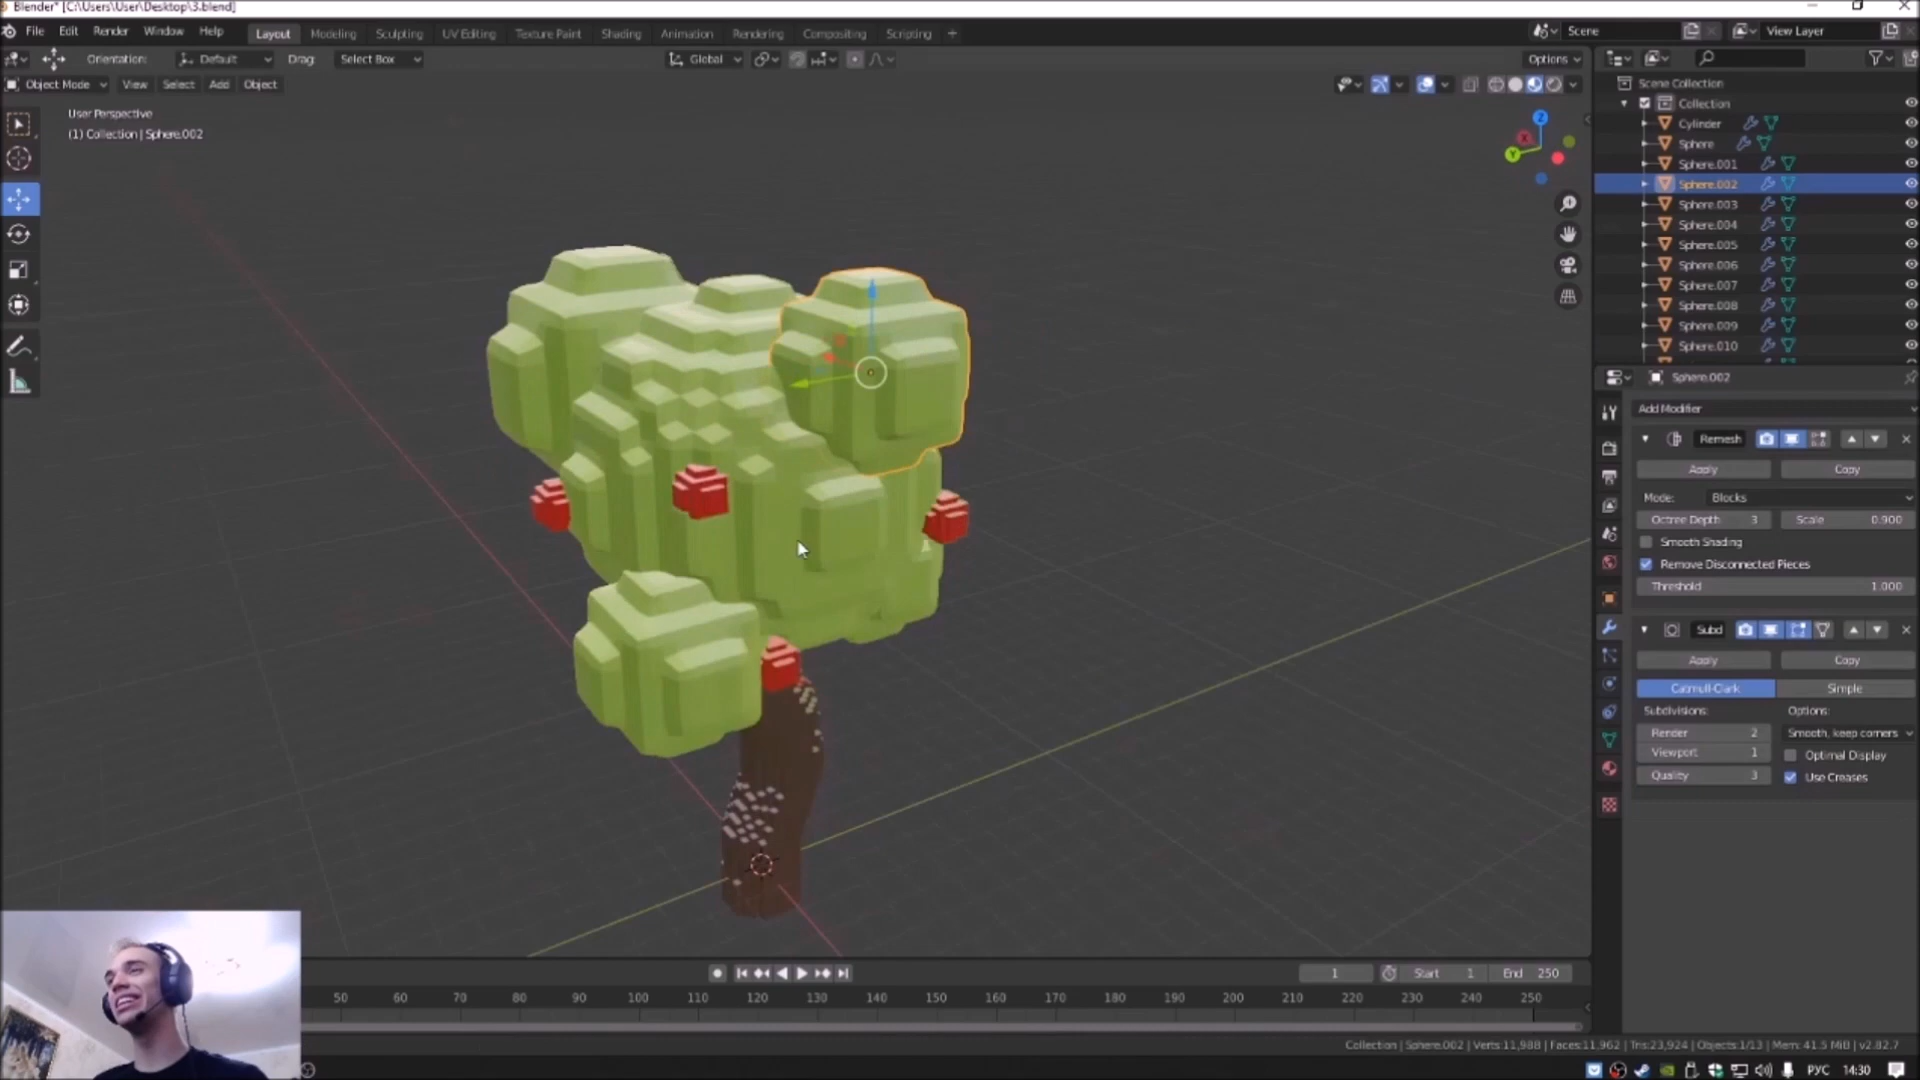 Blender* [C:\Users\User\Desktop\3.blend]
File Edit Render Window Help Layout Modeling Sculpting UV Editing Texture Paint Shading Animation Rendering Compositing Scripting + Scene View Layer
Orientation: Default Drag: Select Box Global Options
Object Mode View Select Add Object
User Perspective
(1) Collection | Sphere.002
Z
X
Y
Scene Collection
Collection
Cylinder
Sphere
Sphere.001
Sphere.002
Sphere.003
Sphere.004
Sphere.005
Sphere.006
Sphere.007
Sphere.008
Sphere.009
Sphere.010
Sphere.002
Add Modifier
Remesh
Apply Copy
Mode: Blocks
Octree Depth 3 Scale 0.900
Smooth Shading
Remove Disconnected Pieces
Threshold 1.000
Subd
Apply Copy
Catmull-Clark Simple
Subdivisions: Options:
Render 2 Smooth, keep corners
Viewport 1 Optimal Display
Quality 3 Use Creases
1 Start 1 End 250
50 60 70 80 90 100 110 120 130 140 150 160 170 180 190 200 210 220 230 240 250
Collection | Sphere.002 | Verts:11,988 | Faces:11,962 | Tris:23,924 | Objects:1/13 | Mem: 41.5 MiB | v2.82.7
РУС 14:30